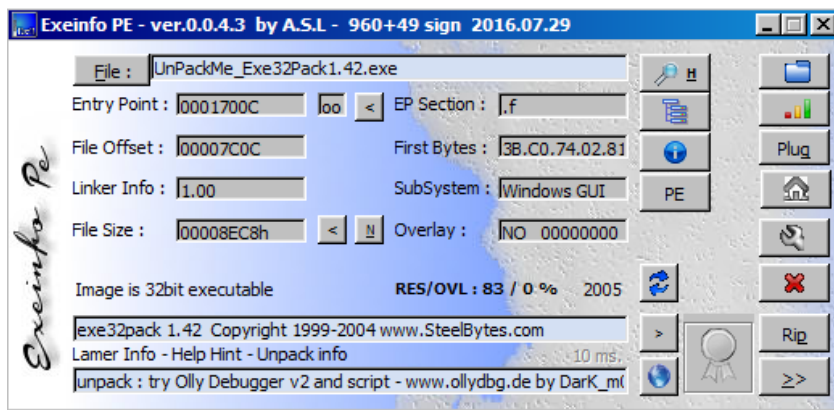 Exeinfo PE - ver.0.0.4.3 by A.S.L - 960+49 sign 2016.07.29
File : UnPackMe_Exe32Pack1.42.exe H
Entry Point : 0001700C oo < EP Section : .f
File Offset : 00007C0C First Bytes : 3B.C0.74.02.81 Plug
Linker Info : 1.00 SubSystem : Windows GUI PE
File Size : 00008EC8h < N Overlay : NO 00000000
Image is 32bit executable RES/OVL : 83 / 0 % 2005
exe32pack 1.42 Copyright 1999-2004 www.SteelBytes.com > Rip
Lamer Info - Help Hint - Unpack info 10 ms.
unpack : try Olly Debugger v2 and script - www.ollydbg.de by DarK_m0 >>
Exeinfo Pe